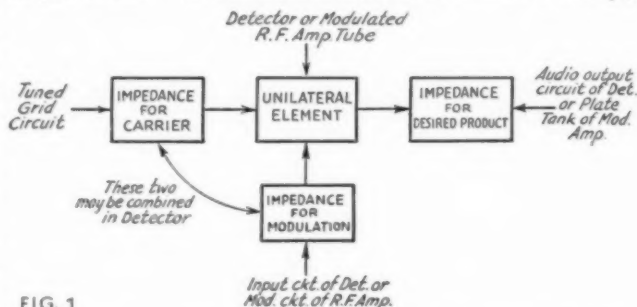 Detector or Modulated
R.F. Amp. Tube
Tuned
Grid
Circuit
IMPEDANCE
FOR
CARRIER
UNILATERAL
ELEMENT
IMPEDANCE
FOR
DESIRED PRODUCT
Audio output
circuit of Det.
or Plate
Tank of Mod.
Amp.
These two
may be combined
in Detector
IMPEDANCE
FOR
MODULATION
Input ckt. of Det. or
Mod. ckt. of R.F. Amp.
FIG. 1